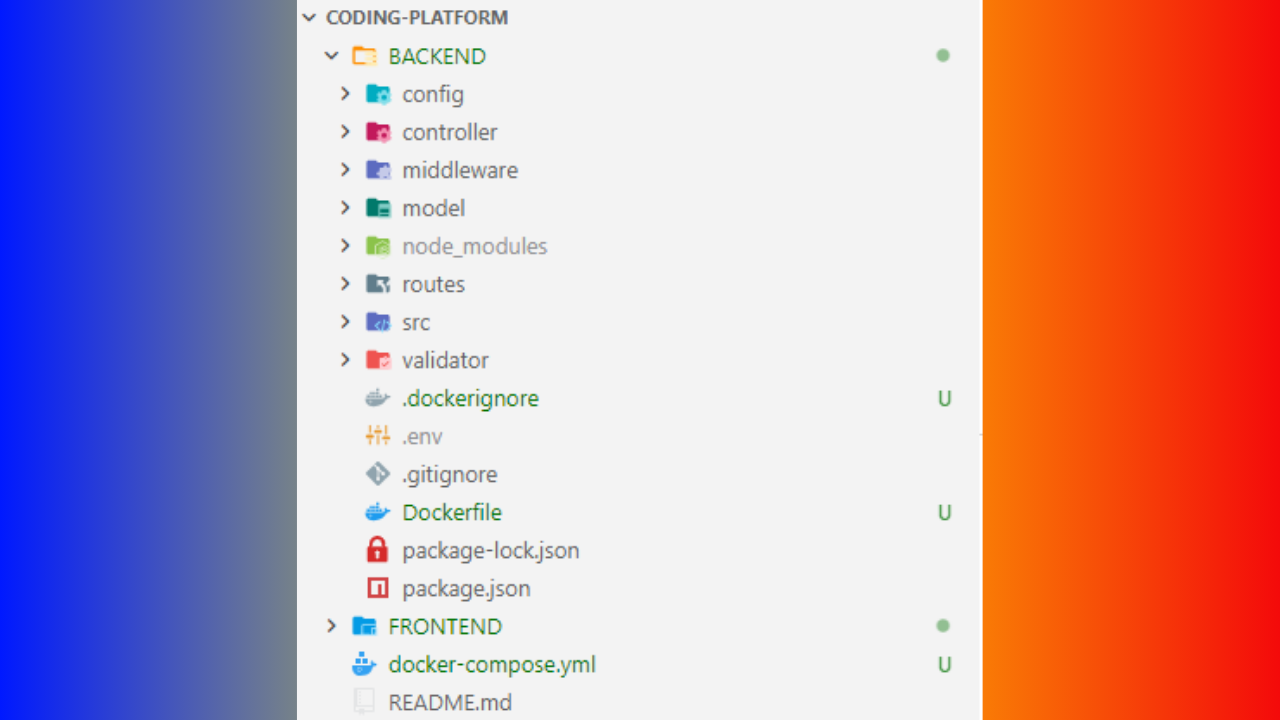 CODING-PLATFORM
BACKEND
config
controller
middleware
model
node_modules
routes
src
validator
.dockerignore U
.env
.gitignore
Dockerfile U
package-lock.json
package.json
FRONTEND
docker-compose.yml U
README.md